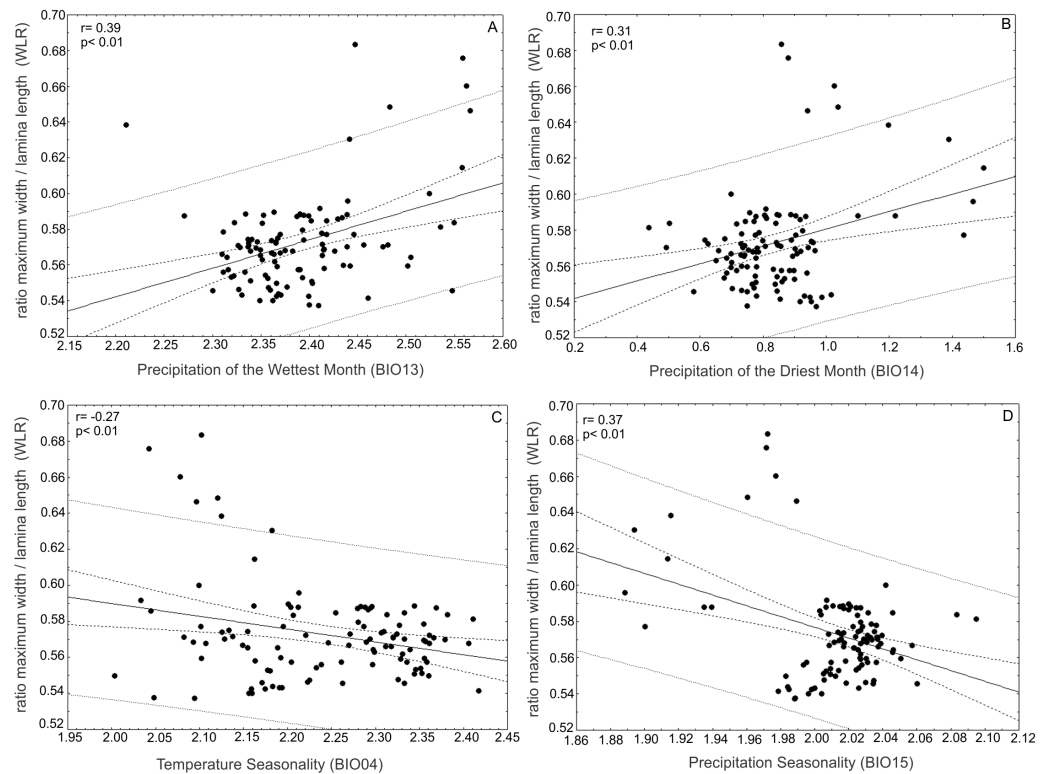 r= 0.39
p< 0.01
A
0.70
0.68
0.66
0.64
0.62
0.60
0.58
0.56
0.54
0.52
ratio maximum width / lamina length (WLR)
2.15 2.20 2.25 2.30 2.35 2.40 2.45 2.50 2.55 2.60
Precipitation of the Wettest Month (BIO13)
r= 0.31
p< 0.01
B
0.70
0.68
0.66
0.64
0.62
0.60
0.58
0.56
0.54
0.52
ratio maximum width / lamina length (WLR)
0.2 0.4 0.6 0.8 1.0 1.2 1.4 1.6
Precipitation of the Driest Month (BIO14)
r= -0.27
p< 0.01
C
0.70
0.68
0.66
0.64
0.62
0.60
0.58
0.56
0.54
0.52
ratio maximum width / lamina length (WLR)
1.95 2.00 2.05 2.10 2.15 2.20 2.25 2.30 2.35 2.40 2.45
Temperature Seasonality (BIO04)
r= 0.37
p< 0.01
D
0.70
0.68
0.66
0.64
0.62
0.60
0.58
0.56
0.54
0.52
ratio maximum width / lamina length (WLR)
1.86 1.88 1.90 1.92 1.94 1.96 1.98 2.00 2.02 2.04 2.06 2.08 2.10 2.12
Precipitation Seasonality (BIO15)